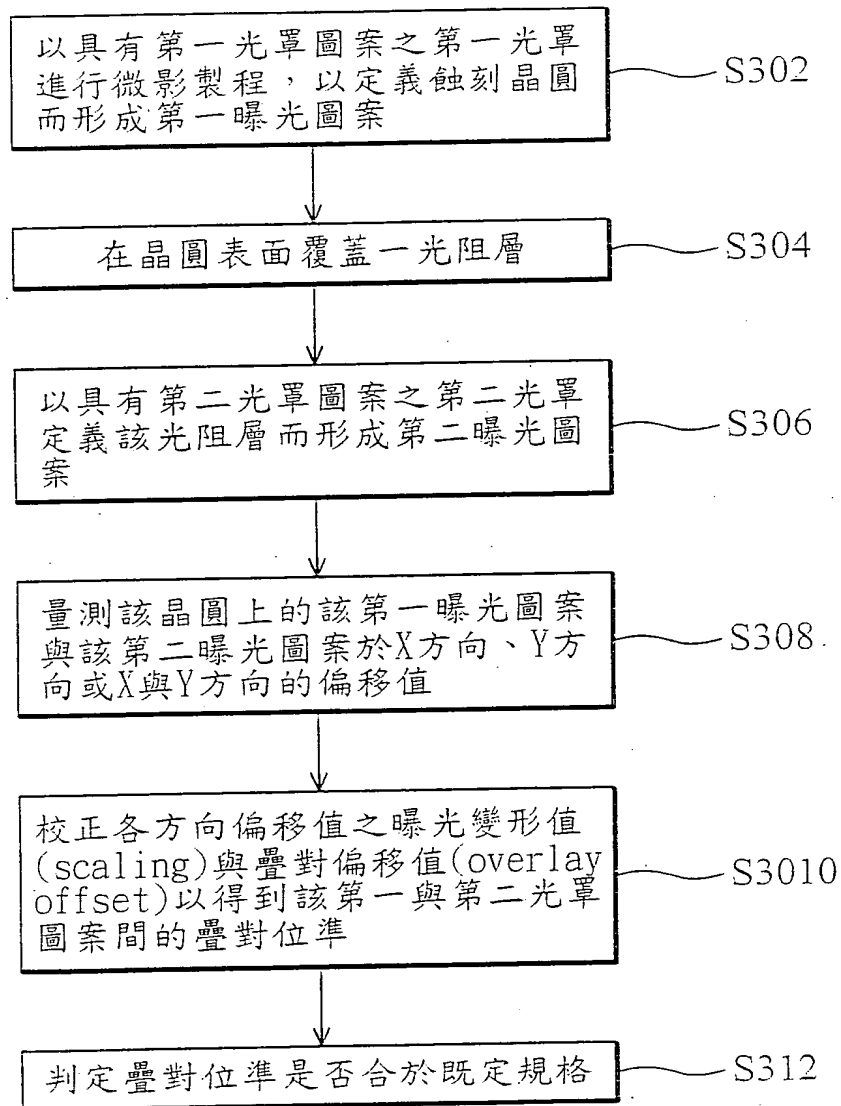 以具有第一光罩圖案之第一光罩
進行微影製程，以定義蝕刻晶圓
而形成第一曝光圖案
S302
在晶圓表面覆蓋一光阻層
S304
以具有第二光罩圖案之第二光罩
定義該光阻層而形成第二曝光圖
案
S306
量測該晶圓上的該第一曝光圖案
與該第二曝光圖案於X方向、Y方
向或X與Y方向的偏移值
S308
校正各方向偏移值之曝光變形值
(scaling)與疊對偏移值(overlay
offset)以得到該第一與第二光罩
圖案間的疊對位準
S3010
判定疊對位準是否合於既定規格
S312